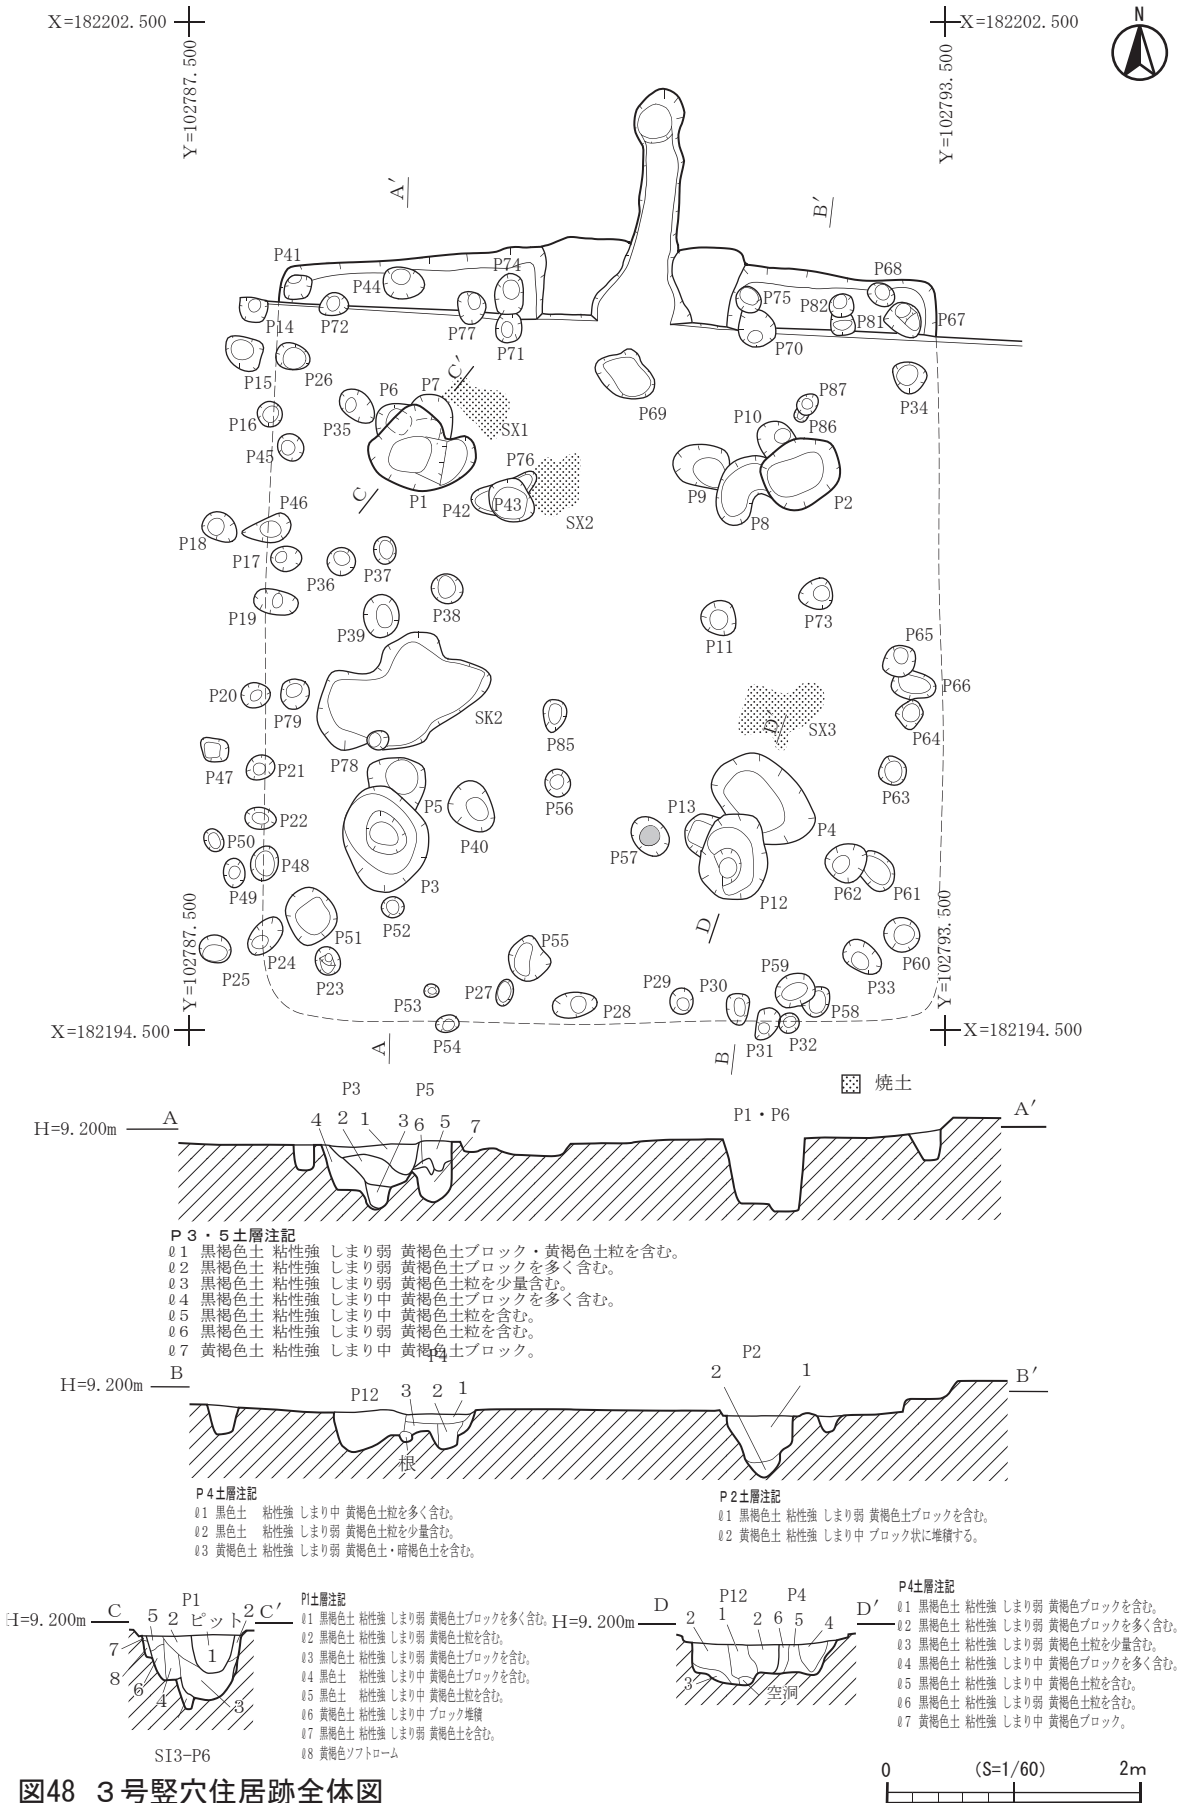 X=182202.500
X=182202.500
N
Y=102787.500
Y=102793.500
A′
B′
P41
P74
P68
P44
P75
P82
P14
P72
P77
P81
P67
P71
P70
P15
P26
C′
P6
P7
P87
P34
P16
P35
P69
P10
P86
SX1
P45
P76
C
P46
P1
P42
P43
P9
P2
SX2
P8
P18
P17
P36
P37
P19
P39
P38
P11
P73
P65
P20
P79
SK2
P66
D′
SX3
P64
P47
P21
P78
P85
P63
P5
P56
P13
P4
P50
P22
P40
P57
P48
P3
P49
P12
P62
P61
Y=102787.500
Y=102793.500
P51
P52
D
P24
P55
P60
P25
P23
P59
P33
P53
P27
P29
P30
P28
P58
X=182194.500
X=182194.500
A
P54
B
P31
P32
焼土
P3
P5
H=9.200m
A
4 2 1 3 6 5 7
P1・P6
A′
P3・5土層注記
ℓ1 黒褐色土 粘性強 しまり弱 黄褐色土ブロック・黄褐色土粒を含む。
ℓ2 黒褐色土 粘性強 しまり弱 黄褐色土ブロックを多く含む。
ℓ3 黒褐色土 粘性強 しまり弱 黄褐色土粒を少量含む。
ℓ4 黒褐色土 粘性強 しまり中 黄褐色土ブロックを多く含む。
ℓ5 黒褐色土 粘性強 しまり中 黄褐色土粒を含む。
ℓ6 黒褐色土 粘性強 しまり弱 黄褐色土粒を含む。
ℓ7 黄褐色土 粘性強 しまり中 黄褐色土ブロック。
P4
P2
H=9.200m
B
P12
3 2 1
2 1
B′
根
P4土層注記
ℓ1 黒色土 粘性強 しまり中 黄褐色土粒を多く含む。
ℓ2 黒色土 粘性強 しまり弱 黄褐色土粒を少量含む。
ℓ3 黄褐色土 粘性強 しまり弱 黄褐色土・暗褐色土を含む。
P2土層注記
ℓ1 黒褐色土 粘性強 しまり弱 黄褐色土ブロックを含む。
ℓ2 黄褐色土 粘性強 しまり中 ブロック状に堆積する。
H=9.200m
C
5 2
P1
ピット
2
C′
7
1
8
6
4
3
SI3-P6
P1土層注記
ℓ1 黒褐色土 粘性強 しまり弱 黄褐色土ブロックを多く含む。
ℓ2 黒褐色土 粘性強 しまり弱 黄褐色土粒を含む。
ℓ3 黒褐色土 粘性強 しまり弱 黄褐色土ブロックを含む。
ℓ4 黒色土 粘性強 しまり中 黄褐色土ブロックを含む。
ℓ5 黒色土 粘性強 しまり中 黄褐色土粒を含む。
ℓ6 黄褐色土 粘性強 しまり中 ブロック堆積
ℓ7 黒褐色土 粘性強 しまり弱 黄褐色土を含む。
ℓ8 黄褐色ソフトローム
H=9.200m
D
P12
P4
2 1 2 6 5 4
D′
3
空洞
P4土層注記
ℓ1 黒褐色土 粘性強 しまり弱 黄褐色ブロックを含む。
ℓ2 黒褐色土 粘性強 しまり弱 黄褐色ブロックを多く含む。
ℓ3 黒褐色土 粘性強 しまり弱 黄褐色土粒を少量含む。
ℓ4 黒褐色土 粘性強 しまり中 黄褐色ブロックを多く含む。
ℓ5 黒褐色土 粘性強 しまり中 黄褐色土粒を含む。
ℓ6 黒褐色土 粘性強 しまり弱 黄褐色土粒を含む。
ℓ7 黄褐色土 粘性強 しまり中 黄褐色ブロック。
図48 3号竪穴住居跡全体図
0 (S=1/60) 2m